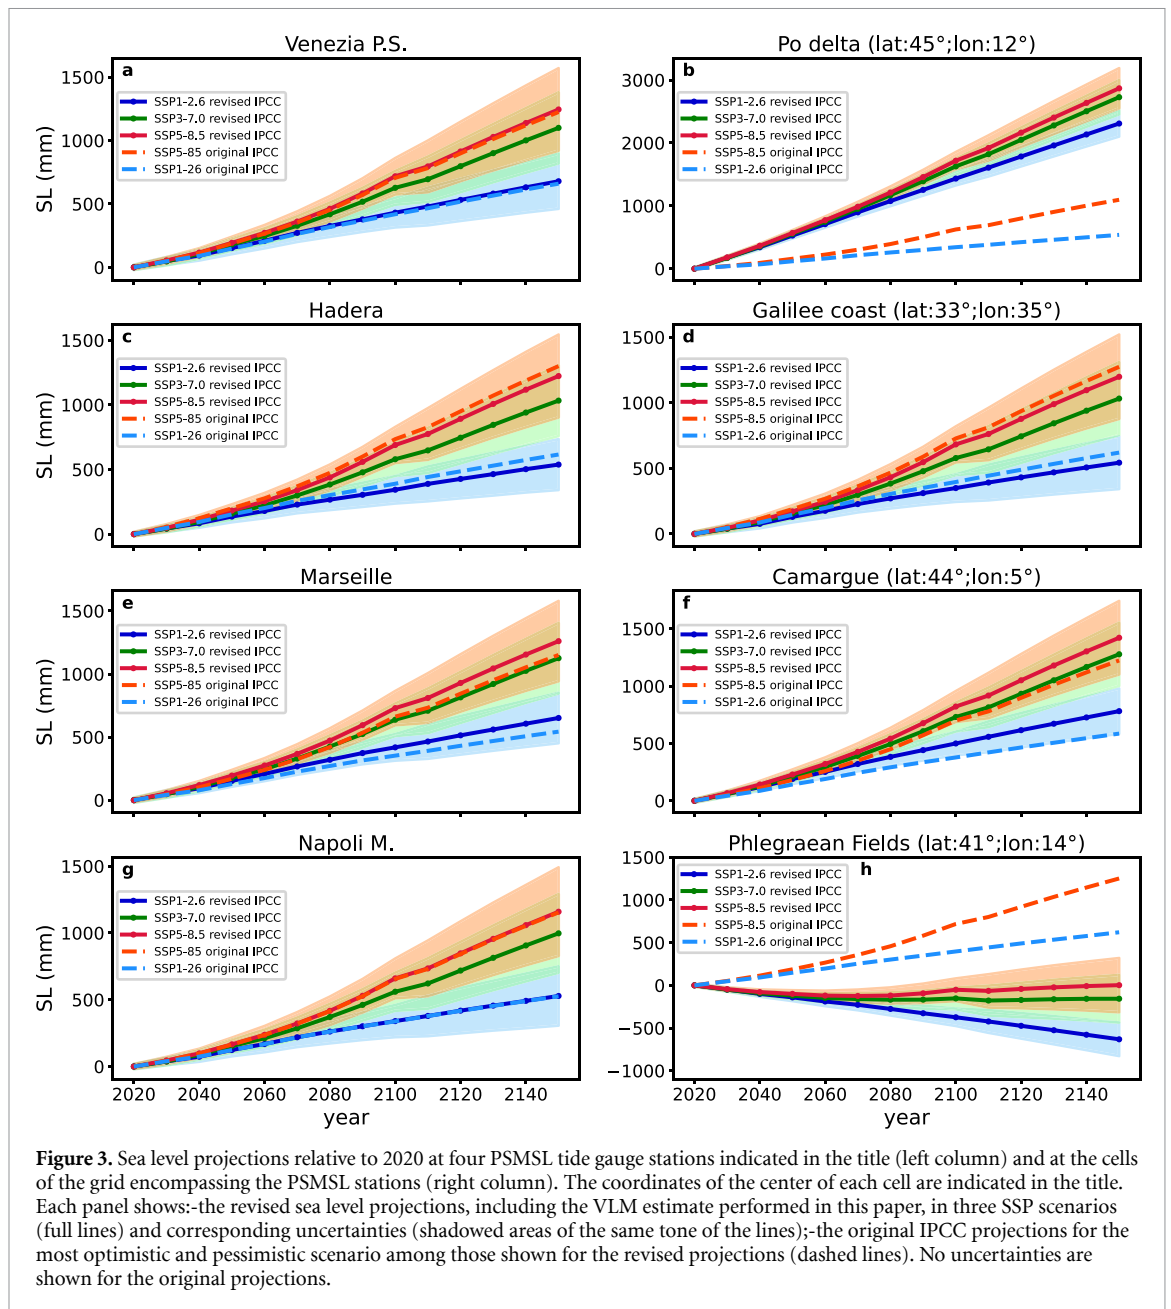 Venezia P.S.
a
SSP1-2.6 revised IPCC
SSP3-7.0 revised IPCC
SSP5-8.5 revised IPCC
SSP5-85 original IPCC
SSP1-26 original IPCC
1500
1000
500
0
SL (mm)
Po delta (lat:45°;lon:12°)
b
SSP1-2.6 revised IPCC
SSP3-7.0 revised IPCC
SSP5-8.5 revised IPCC
SSP5-8.5 original IPCC
SSP1-2.6 original IPCC
3000
2000
1000
0
Hadera
c
SSP1-2.6 revised IPCC
SSP3-7.0 revised IPCC
SSP5-8.5 revised IPCC
SSP5-85 original IPCC
SSP1-26 original IPCC
1500
1000
500
0
SL (mm)
Galilee coast (lat:33°;lon:35°)
d
SSP1-2.6 revised IPCC
SSP3-7.0 revised IPCC
SSP5-8.5 revised IPCC
SSP5-8.5 original IPCC
SSP1-2.6 original IPCC
1500
1000
500
0
Marseille
e
SSP1-2.6 revised IPCC
SSP3-7.0 revised IPCC
SSP5-8.5 revised IPCC
SSP5-85 original IPCC
SSP1-26 original IPCC
1500
1000
500
0
SL (mm)
Camargue (lat:44°;lon:5°)
f
SSP1-2.6 revised IPCC
SSP3-7.0 revised IPCC
SSP5-8.5 revised IPCC
SSP5-8.5 original IPCC
SSP1-2.6 original IPCC
1500
1000
500
0
Napoli M.
g
SSP1-2.6 revised IPCC
SSP3-7.0 revised IPCC
SSP5-8.5 revised IPCC
SSP5-85 original IPCC
SSP1-26 original IPCC
1500
1000
500
0
SL (mm)
2020 2040 2060 2080 2100 2120 2140
year
Phlegraean Fields (lat:41°;lon:14°)
h
SSP1-2.6 revised IPCC
SSP3-7.0 revised IPCC
SSP5-8.5 revised IPCC
SSP5-8.5 original IPCC
SSP1-2.6 original IPCC
1500
1000
500
0
−500
−1000
2020 2040 2060 2080 2100 2120 2140
year
Figure 3. Sea level projections relative to 2020 at four PSMSL tide gauge stations indicated in the title (left column) and at the cells
of the grid encompassing the PSMSL stations (right column). The coordinates of the center of each cell are indicated in the title.
Each panel shows:-the revised sea level projections, including the VLM estimate performed in this paper, in three SSP scenarios
(full lines) and corresponding uncertainties (shadowed areas of the same tone of the lines);-the original IPCC projections for the
most optimistic and pessimistic scenario among those shown for the revised projections (dashed lines). No uncertainties are
shown for the original projections.